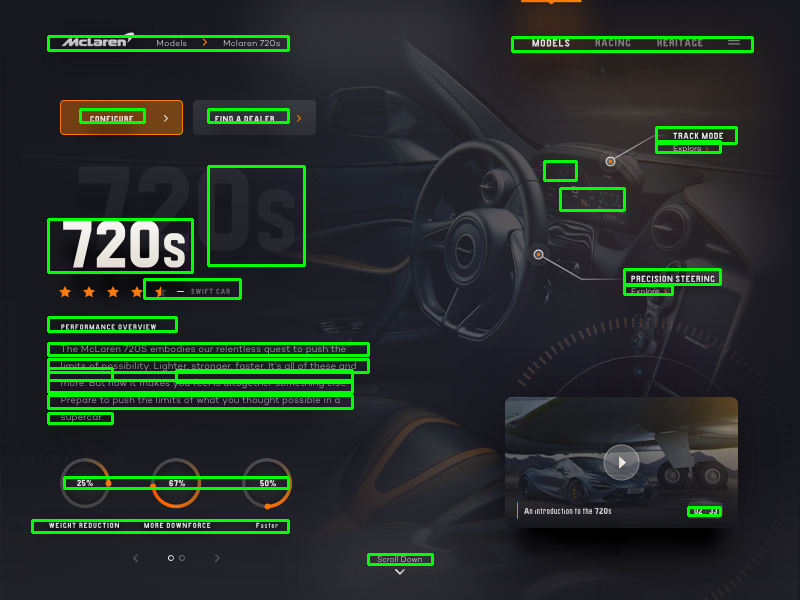 McLaren Models Mclaren 720s
MODELS RACING HERITAGE
CONFIGURE
FIND A DEALER
TRACK MODE
Explore
720s
720s
PRECISION STEERING
Explore
SWIFT CAR
PERFORMANCE OVERVIEW
The McLaren 720S embodies our relentless quest to push the
limits of possibility. Lighter, stronger, faster. It's all of these and
more. But how it makes you feel is altogether something else.
Prepare to push the limits of what you thought possible in a
supercar.
25% 67% 50%
WEIGHT REDUCTION MORE DOWNFORCE Faster
An introduction to the 720s
Scroll Down